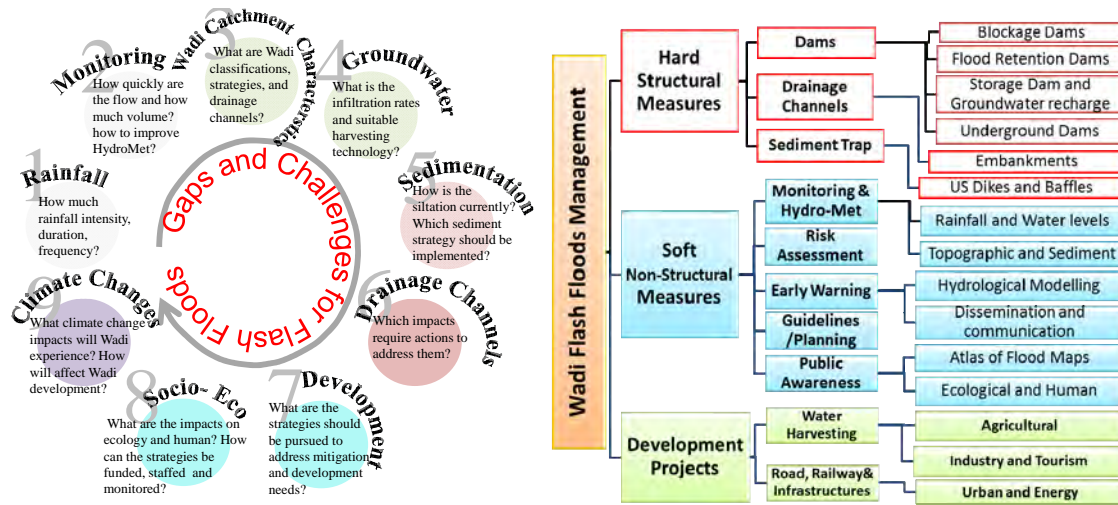 1
Rainfall
How much
rainfall intensity,
duration,
frequency?
2
Monitoring
How quickly are
the flow and how
much volume?
how to improve
HydroMet?
3
Wadi Catchment Characteristics
What are Wadi
classifications,
strategies, and
drainage
channels?
4
Groundwater
What is the
infiltration rates
and suitable
harvesting
technology?
5
Sedimentation
How is the
siltation currently?
Which sediment
strategy should be
implemented?
6
Drainage Channels
Which impacts
require actions to
address them?
7
Development
What are the
strategies should
be pursued to
address mitigation
and development
needs?
8
Socio- Eco
What are the impacts on
ecology and human? How
can the strategies be
funded, staffed and
monitored?
9
Climate Changes
What climate change
impacts will Wadi
experience? How
will affect Wadi
development?
Gaps and Challenges for Flash Floods
Wadi Flash Floods Management
Hard
Structural
Measures
Dams
Drainage
Channels
Sediment Trap
Blockage Dams
Flood Retention Dams
Storage Dam and
Groundwater recharge
Underground Dams
Embankments
US Dikes and Baffles
Soft
Non-Structural
Measures
Monitoring &
Hydro-Met
Risk
Assessment
Early Warning
Guidelines
/Planning
Public
Awareness
Rainfall and Water levels
Topographic and Sediment
Hydrological Modelling
Dissemination and
communication
Atlas of Flood Maps
Ecological and Human
Development
Projects
Water
Harvesting
Road, Railway&
Infrastructures
Agricultural
Industry and Tourism
Urban and Energy